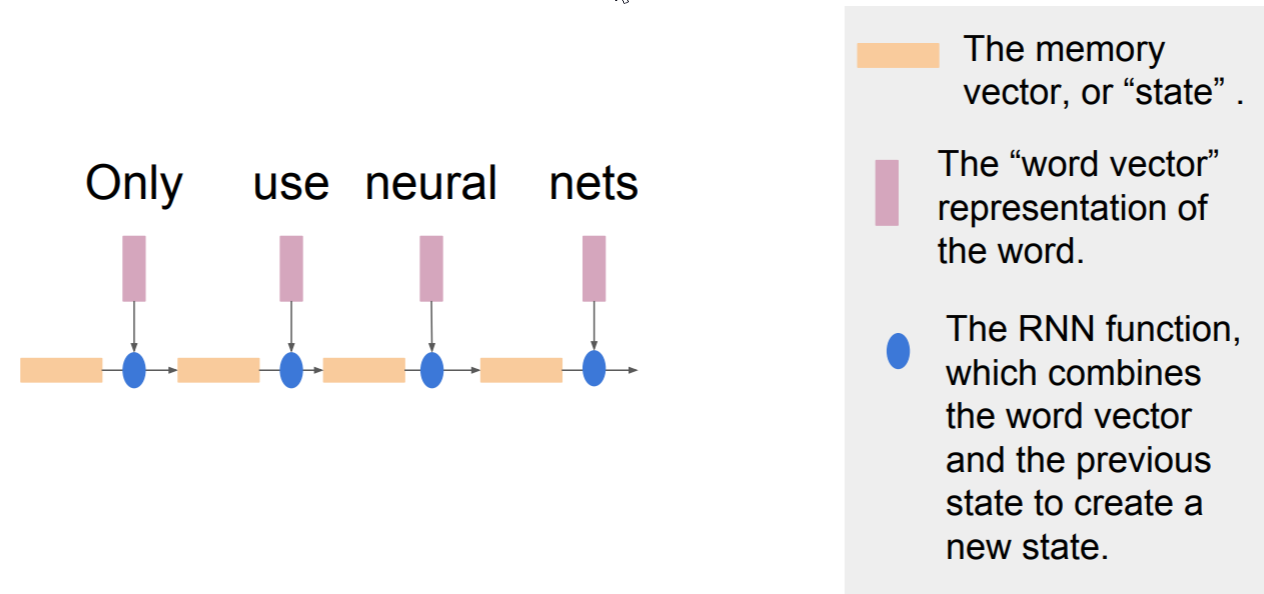 Only use neural nets
The memory
vector, or “state” .
The “word vector”
representation of
the word.
The RNN function,
which combines
the word vector
and the previous
state to create a
new state.